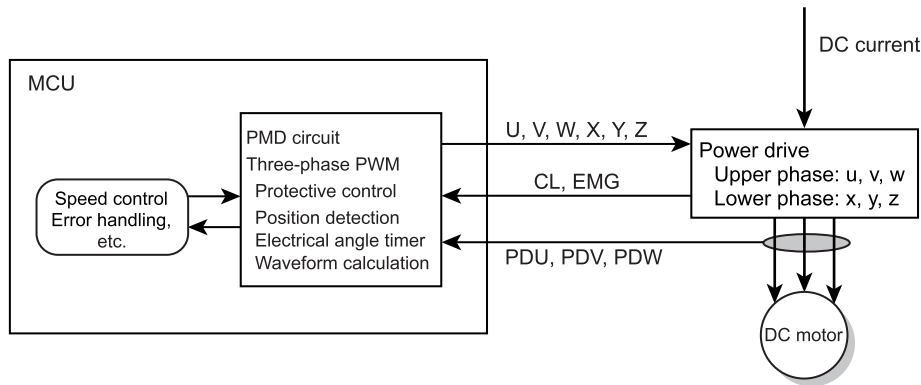 DC current
MCU
PMD circuit
Three-phase PWM
Protective control
Position detection
Electrical angle timer
Waveform calculation
Speed control
Error handling,
etc.
U, V, W, X, Y, Z
CL, EMG
PDU, PDV, PDW
Power drive
Upper phase: u, v, w
Lower phase: x, y, z
DC motor